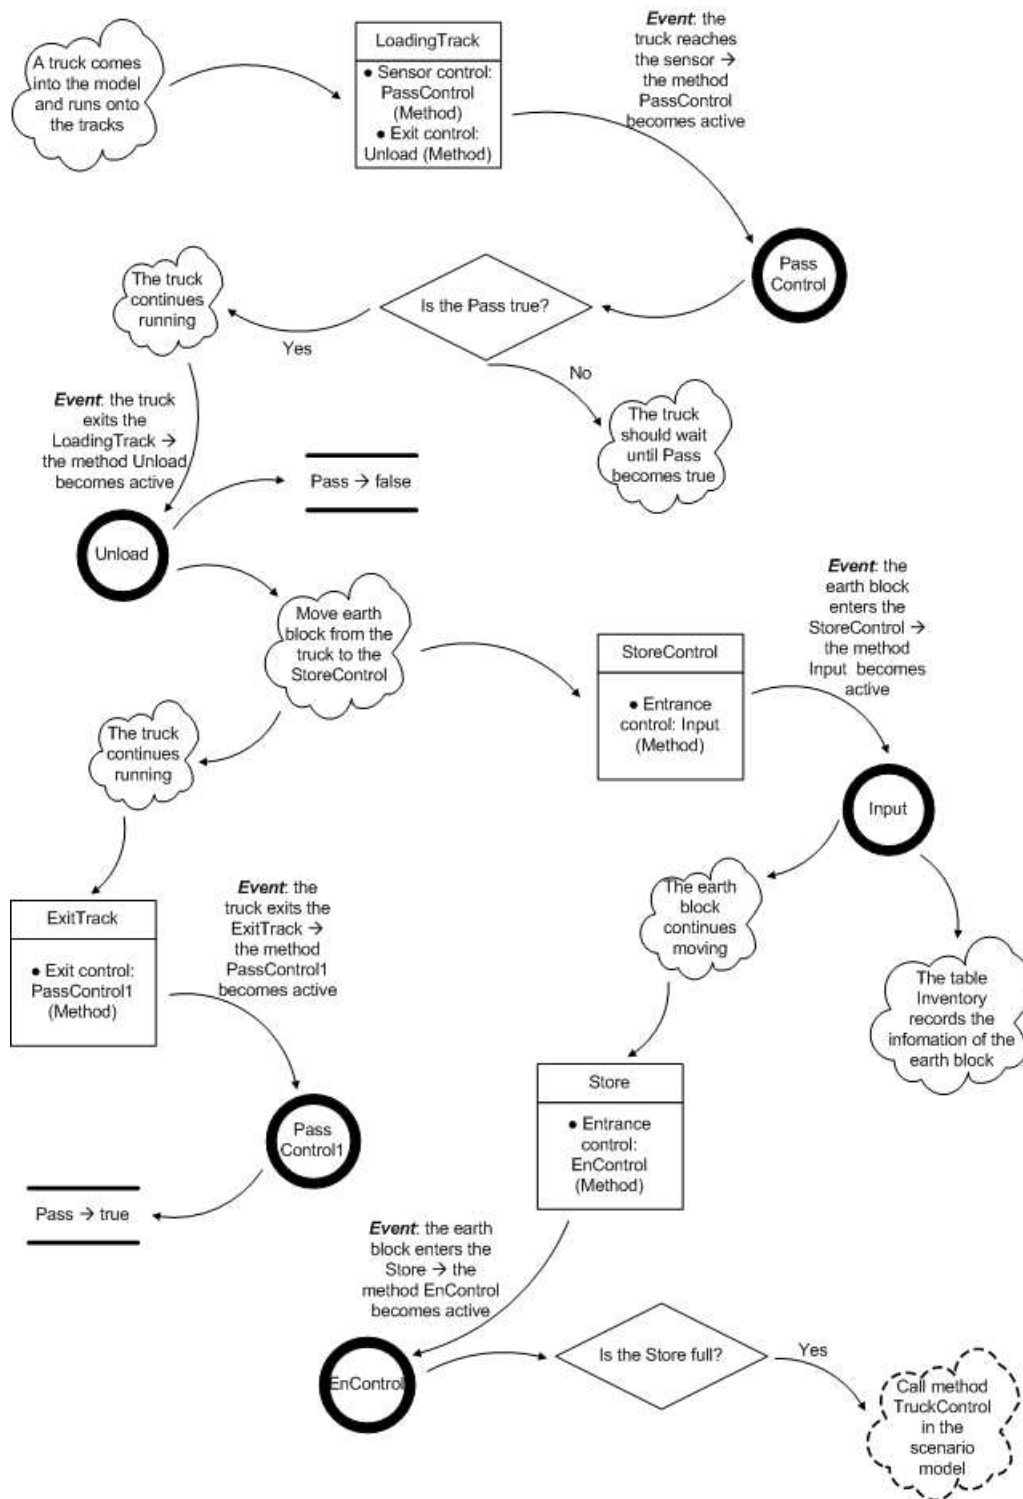 A truck comes
into the model
and runs onto
the tracks
LoadingTrack
● Sensor control:
PassControl
(Method)
● Exit control:
Unload (Method)
Event: the
truck reaches
the sensor →
the method
PassControl
becomes active
Pass
Control
Is the Pass true?
Yes
No
The truck
continues
running
The truck
should wait
until Pass
becomes true
Event: the truck
exits the
LoadingTrack →
the method Unload
becomes active
Pass → false
Unload
Move earth
block from the
truck to the
StoreControl
StoreControl
● Entrance
control: Input
(Method)
Event: the
earth block
enters the
StoreControl →
the method
Input becomes
active
Input
The truck
continues
running
ExitTrack
● Exit control:
PassControl1
(Method)
Event: the
truck exits the
ExitTrack →
the method
PassControl1
becomes active
The earth
block
continues
moving
The table
Inventory
records the
infomation of the
earth block
Pass
Control1
Pass → true
Store
● Entrance
control:
EnControl
(Method)
Event: the earth
block enters the
Store → the
method EnControl
becomes active
EnControl
Is the Store full?
Yes
Call method
TruckControl
in the
scenario
model